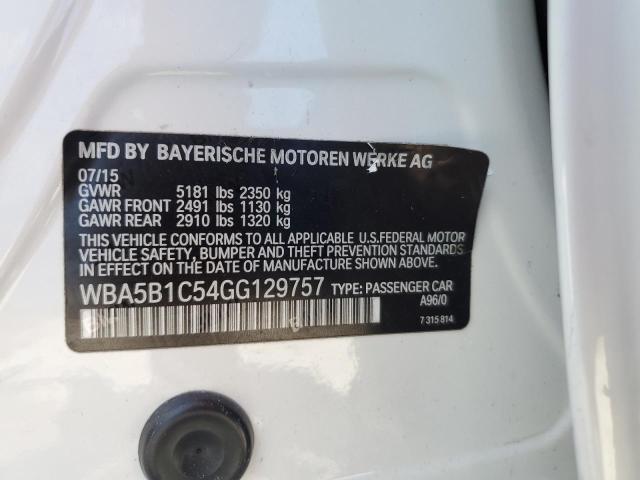 MFD BY BAYERISCHE MOTOREN WERKE AG
07/15
GVWR 5181 lbs 2350 kg
GAWR FRONT 2491 lbs 1130 kg
GAWR REAR 2910 lbs 1320 kg
THIS VEHICLE CONFORMS TO ALL APPLICABLE U.S.FEDERAL MOTOR
VEHICLE SAFETY, BUMPER AND THEFT PREVENTION STANDARDS
IN EFFECT ON THE DATE OF MANUFACTURE SHOWN ABOVE.
WBA5B1C54GG129757 TYPE: PASSENGER CAR
A96/0
7 315 814